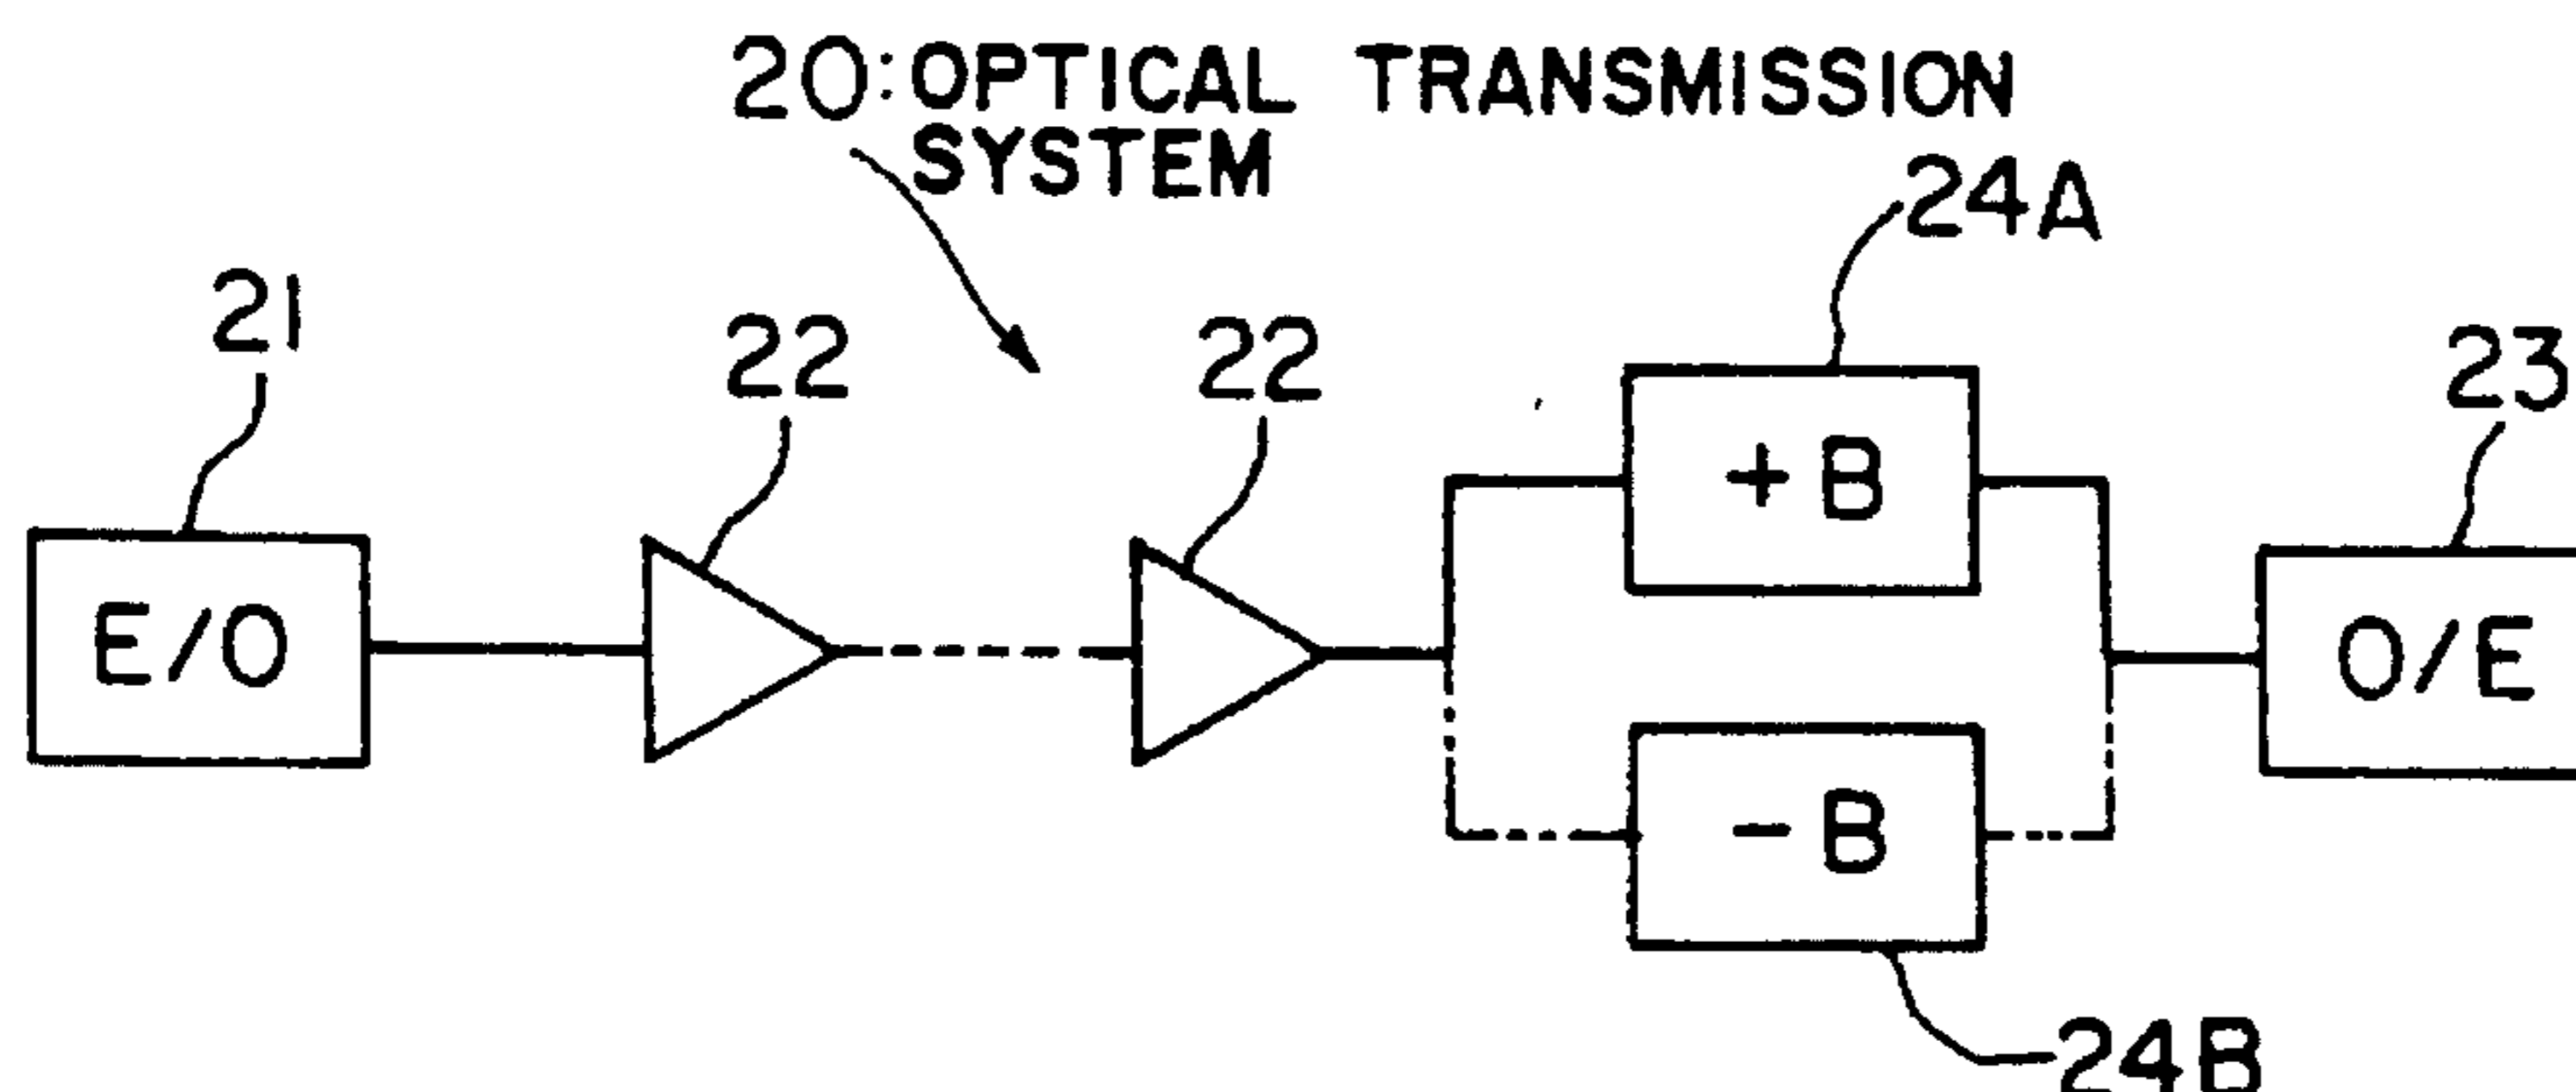 20: OPTICAL TRANSMISSION
SYSTEM
24A
21
22
22
23
+B
E/O
O/E
-B
24B